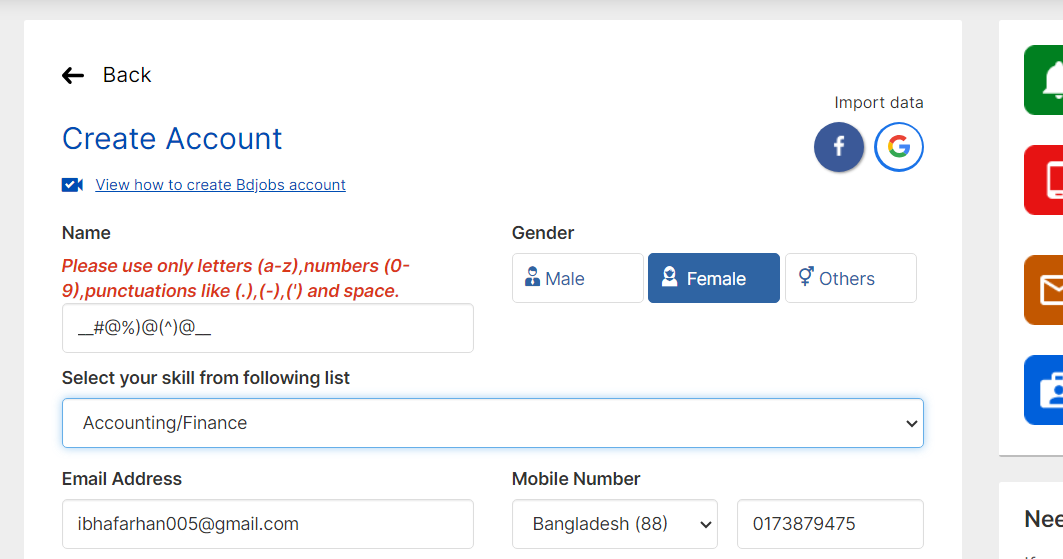 Back
Import data
Create Account
View how to create Bdjobs account
Name
Gender
Please use only letters (a-z),numbers (0-
9),punctuations like (.),(-),(') and space.
Male
Female
Others
__#@%)@(^)@__
Select your skill from following list
Accounting/Finance
Email Address
Mobile Number
ibhafarhan005@gmail.com
Bangladesh (88)
0173879475